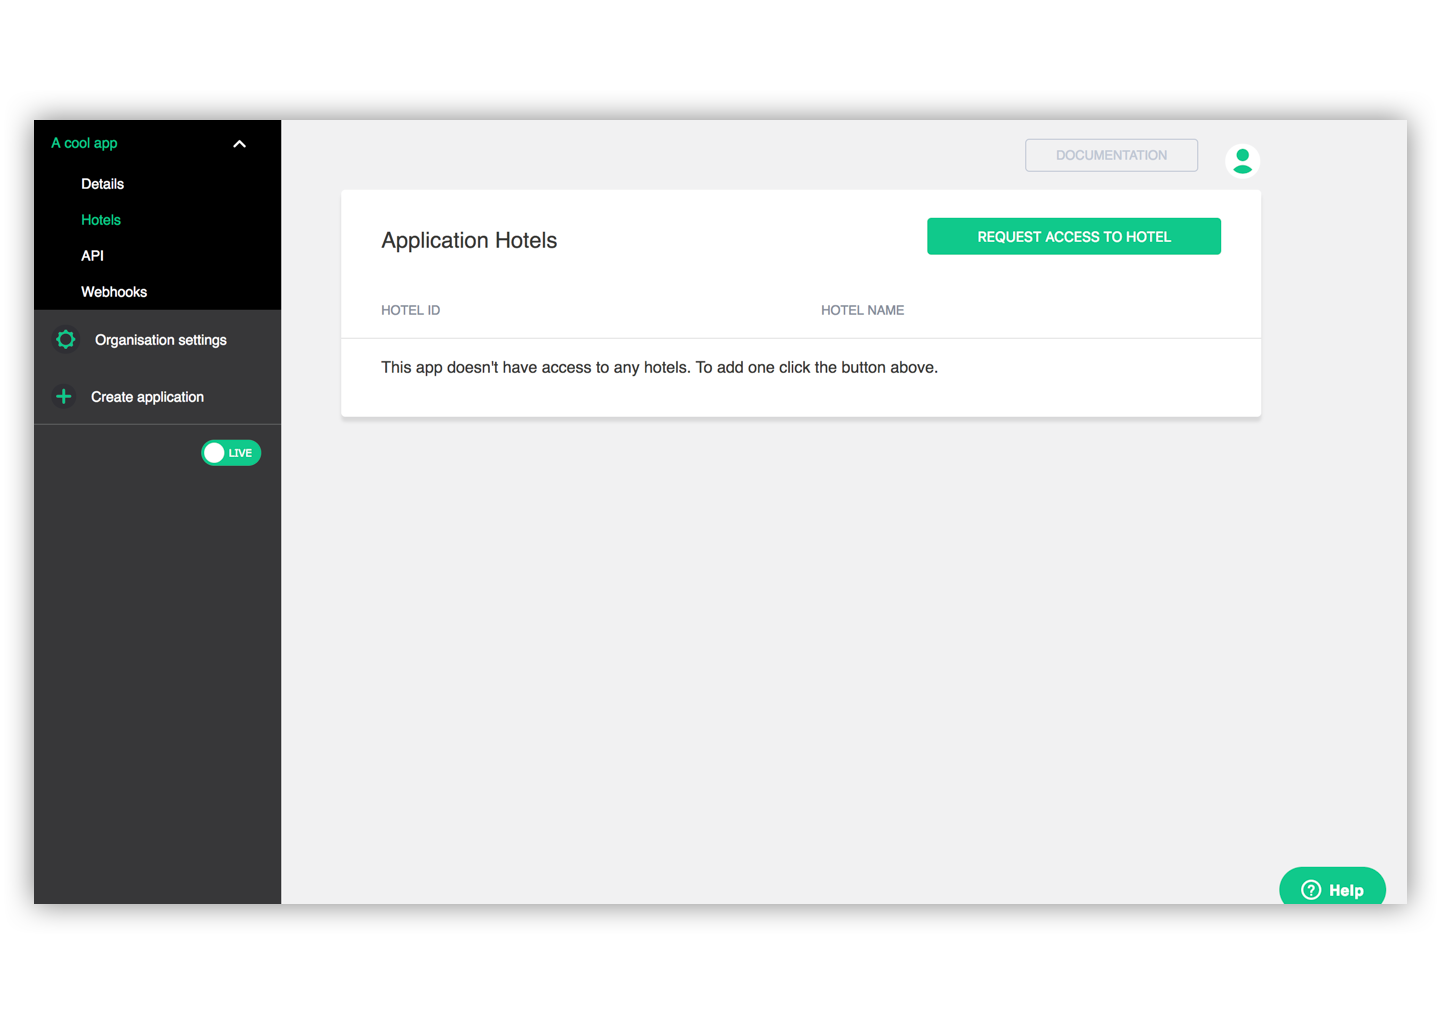 A cool app
Details
Hotels
API
Webhooks
Organisation settings
Create application
LIVE
DOCUMENTATION
Application Hotels
REQUEST ACCESS TO HOTEL
HOTEL ID HOTEL NAME
This app doesn't have access to any hotels. To add one click the button above.
? Help